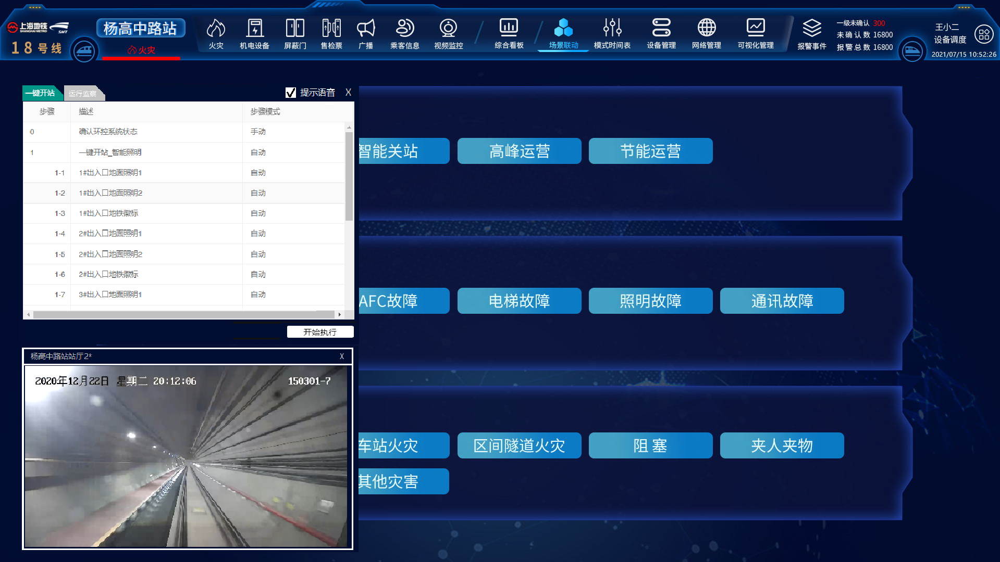 上海地铁
SHANGHAI METRO
SMT
18号线
杨高中路站
火灾
火灾
机电设备
屏蔽门
售检票
广播
乘客信息
视频监控
综合看板
场景联动
模式时间表
设备管理
网络管理
可视化管理
报警事件
一级未确认 300
未确认数 16800
报警总数 16800
王小二
设备调度
2021/07/15 10:52:26
一键开站
运行监察
提示语音
X
步骤 描述 步骤模式
0 确认环控系统状态 手动
1 一键开站_智能照明 自动
1-1 1#出入口地面照明1 自动
1-2 1#出入口地面照明2 自动
1-3 1#出入口地铁徽标 自动
1-4 2#出入口地面照明1 自动
1-5 2#出入口地面照明2 自动
1-6 2#出入口地铁徽标 自动
1-7 3#出入口地面照明1 自动
开始执行
智能关站
高峰运营
节能运营
AFC故障
电梯故障
照明故障
通讯故障
杨高中路站站厅2* X
2020年12月22日 星期二 20:12:06
150301-7
车站火灾
区间隧道火灾
阻 塞
夹人夹物
其他灾害